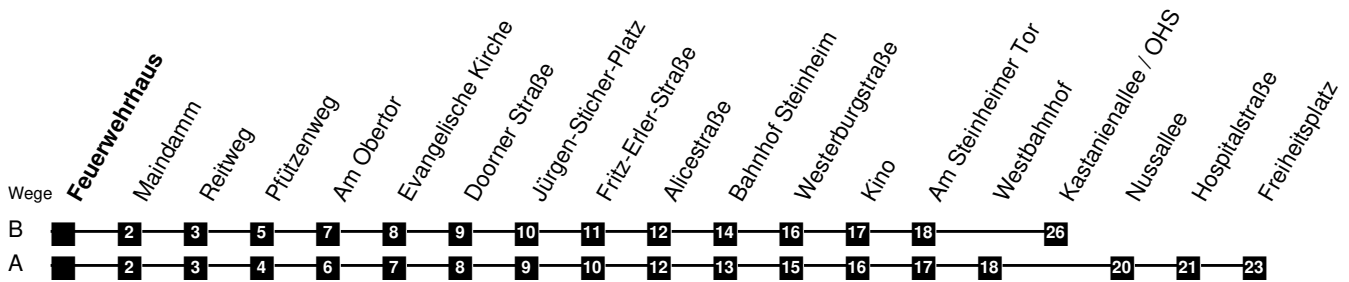 Wege
Feuerwehrhaus
Maindamm
Reitweg
Pfützenweg
Am Obertor
Evangelische Kirche
Doorner Straße
Jürgen-Sticher-Platz
Fritz-Erler-Straße
Alicestraße
Bahnhof Steinheim
Westerburgstraße
Kino
Am Steinheimer Tor
Westbahnhof
Kastanienallee / OHS
Nussallee
Hospitalstraße
Freiheitsplatz
B 2 3 5 7 8 9 10 11 12 14 16 17 18 26
A 2 3 4 6 7 8 9 10 12 13 15 16 17 18 20 21 23